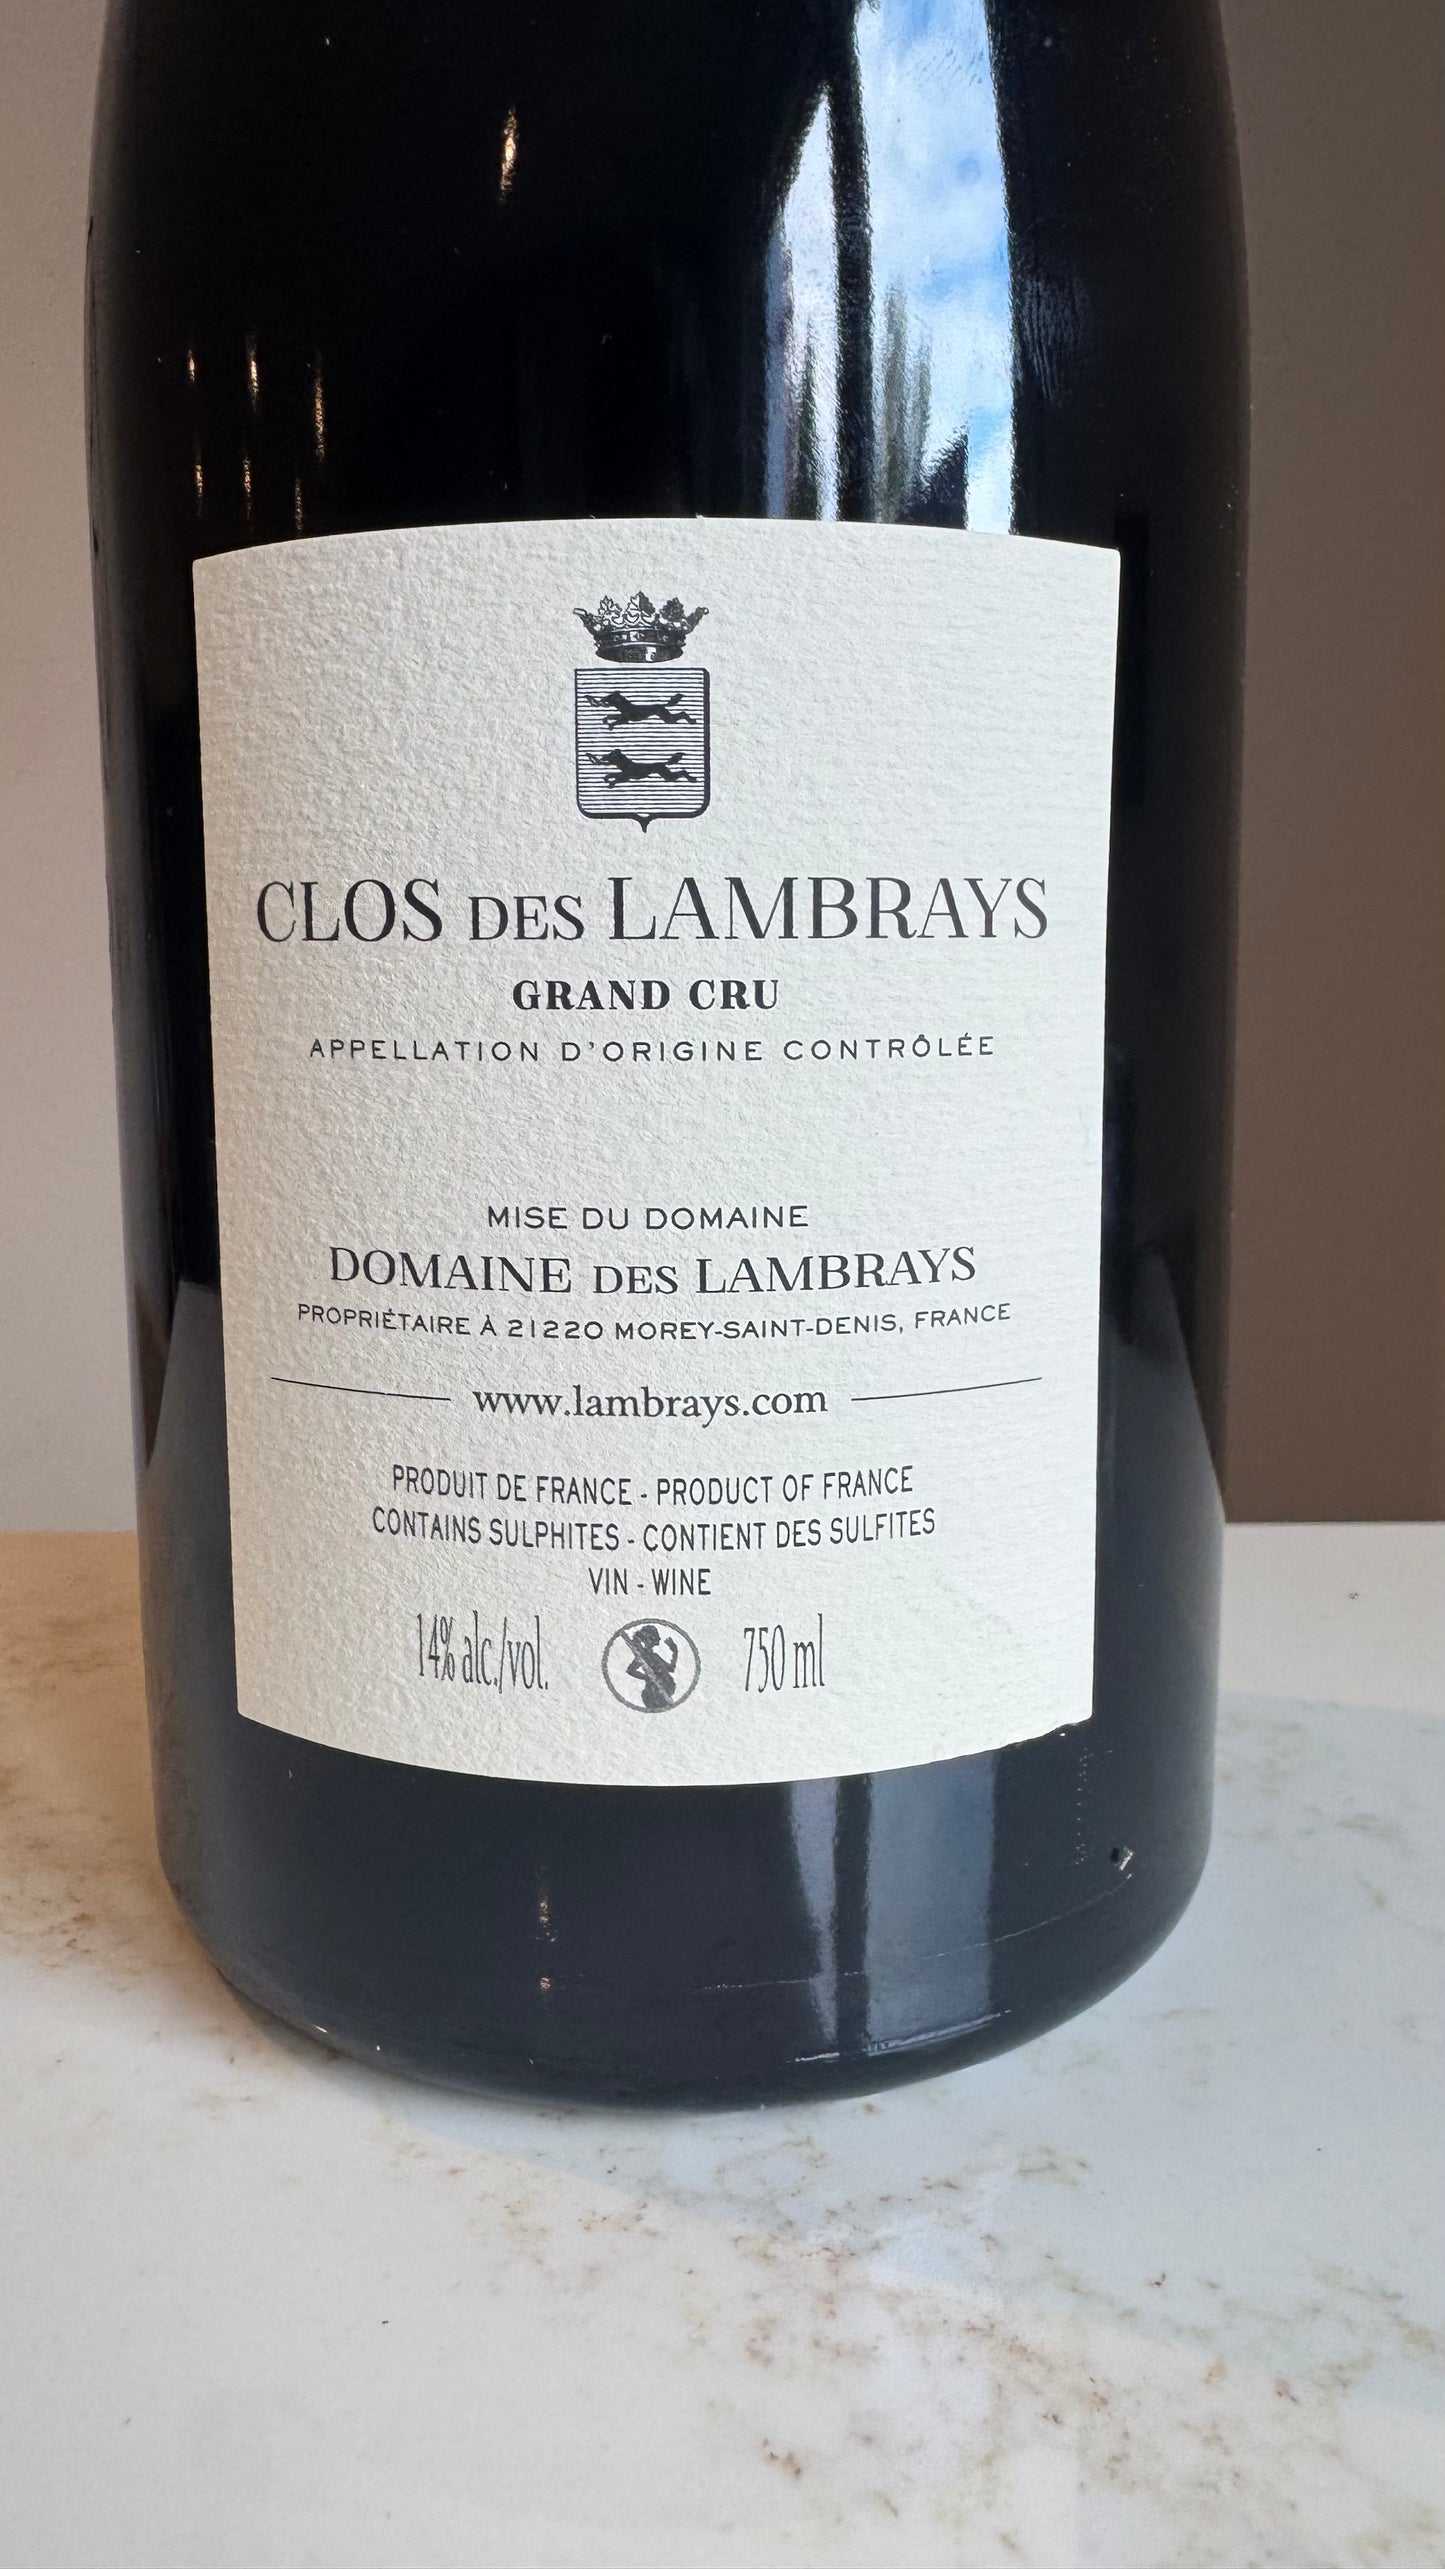 CLOS DES LAMBRAYS
GRAND CRU
APPELLATION D'ORIGINE CONTRÔLÉE
MISE DU DOMAINE
DOMAINE DES LAMBRAYS
PROPRIÉTAIRE À 21220 MOREY-SAINT-DENIS, FRANCE
www.lambrays.com
PRODUIT DE FRANCE - PRODUCT OF FRANCE
CONTAINS SULPHITES - CONTIENT DES SULFITES
VIN - WINE
14% alc./vol. 750 ml